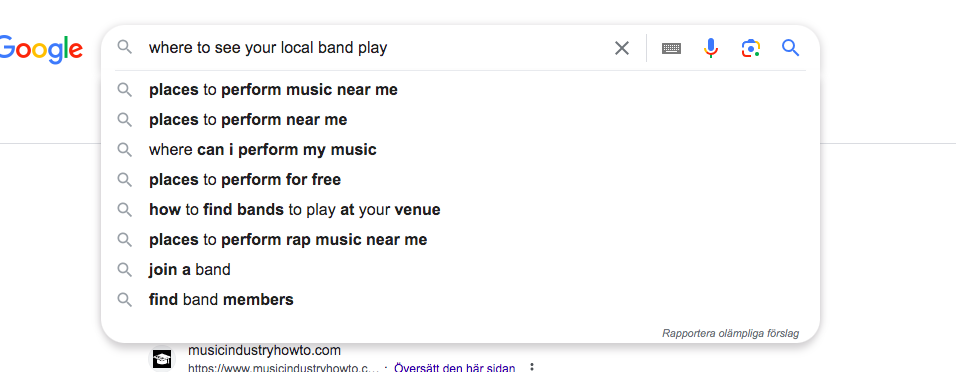 Google
where to see your local band play
places to perform music near me
places to perform near me
where can i perform my music
places to perform for free
how to find bands to play at your venue
places to perform rap music near me
join a band
find band members
Rapportera olämpliga förslag
musicindustryhowto.com
https://www.musicindustryhowto.c... · Översätt den här sidan